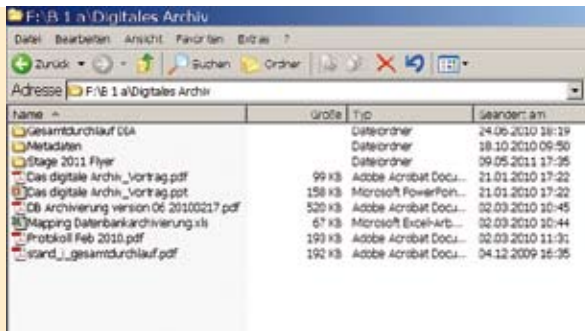 F:\B 1 a\Digitales Archiv
Datei Bearbeiten Ansicht Favoriten Extras ?
Zurück Suchen Ordner
Adresse F:\B 1 a\Digitales Archiv
Name Größe Typ Geändert am
Gesamtdurchlauf DIA Dateiordner 24.06.2010 18:19
Metadaten Dateiordner 18.10.2010 09:50
Stage 2011 Flyer Dateiordner 09.05.2011 17:35
Das digitale Archiv_Vortrag.pdf 99 KB Adobe Acrobat Docu... 21.01.2010 17:22
Das digitale Archiv_Vortrag.ppt 158 KB Microsoft PowerPoin... 21.01.2010 17:22
DB Archivierung version 06 20100217.pdf 520 KB Adobe Acrobat Docu... 02.03.2010 10:45
Mapping Datenbankarchivierung.xls 67 KB Microsoft Excel-Arb... 02.03.2010 10:44
Protokoll Feb 2010.pdf 193 KB Adobe Acrobat Docu... 02.03.2010 11:31
stand_j_gesamtdurchlauf.pdf 192 KB Adobe Acrobat Docu... 04.12.2009 16:35